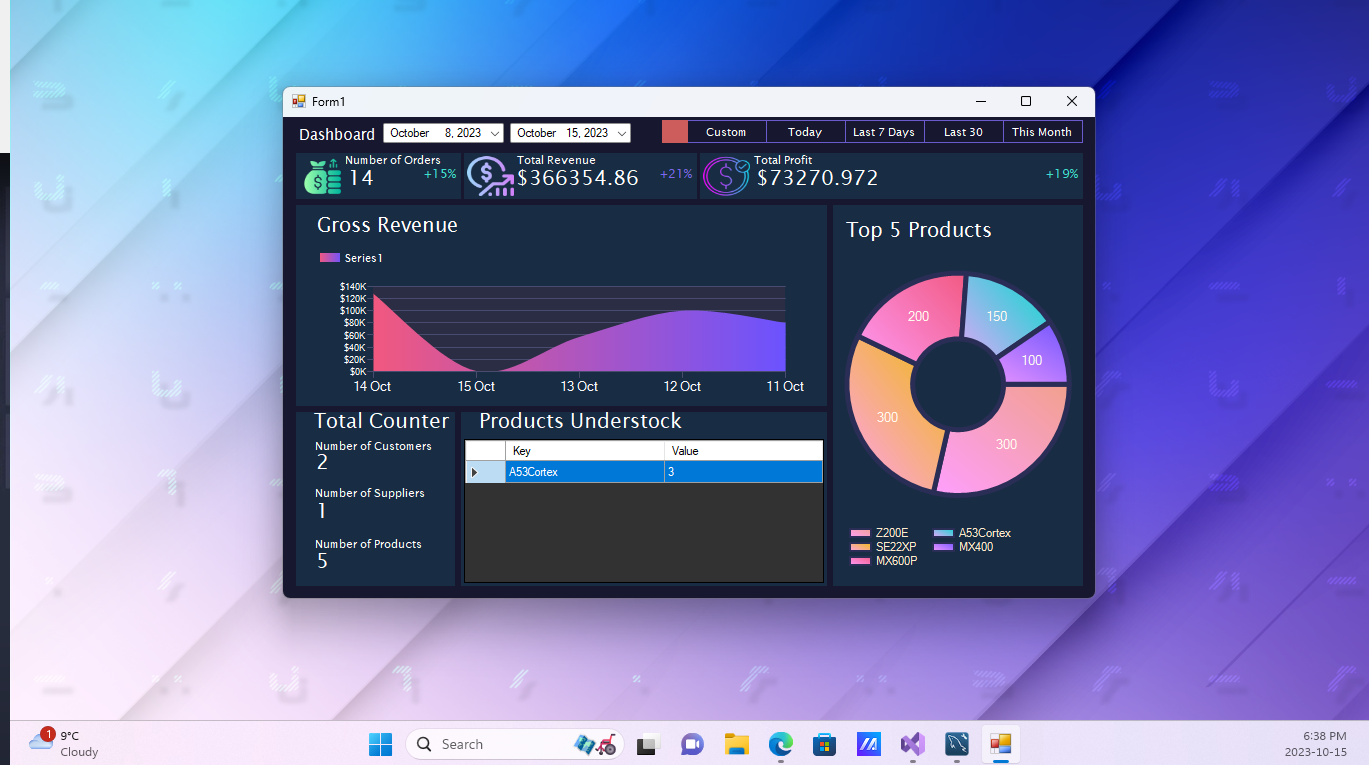 Form1
Dashboard October 8, 2023 October 15, 2023 Custom Today Last 7 Days Last 30 This Month
Number of Orders
14 +15%
Total Revenue
$366354.86 +21%
Total Profit
$73270.972 +19%
Gross Revenue
Series1
$140K
$120K
$100K
$80K
$60K
$40K
$20K
$0K
14 Oct 15 Oct 13 Oct 12 Oct 11 Oct
Top 5 Products
200
150
100
300
300
Z200E A53Cortex
SE22XP MX400
MX600P
Total Counter
Number of Customers
2
Number of Suppliers
1
Number of Products
5
Products Understock
Key Value
A53Cortex 3
1
9°C
Cloudy
Search
6:38 PM
2023-10-15